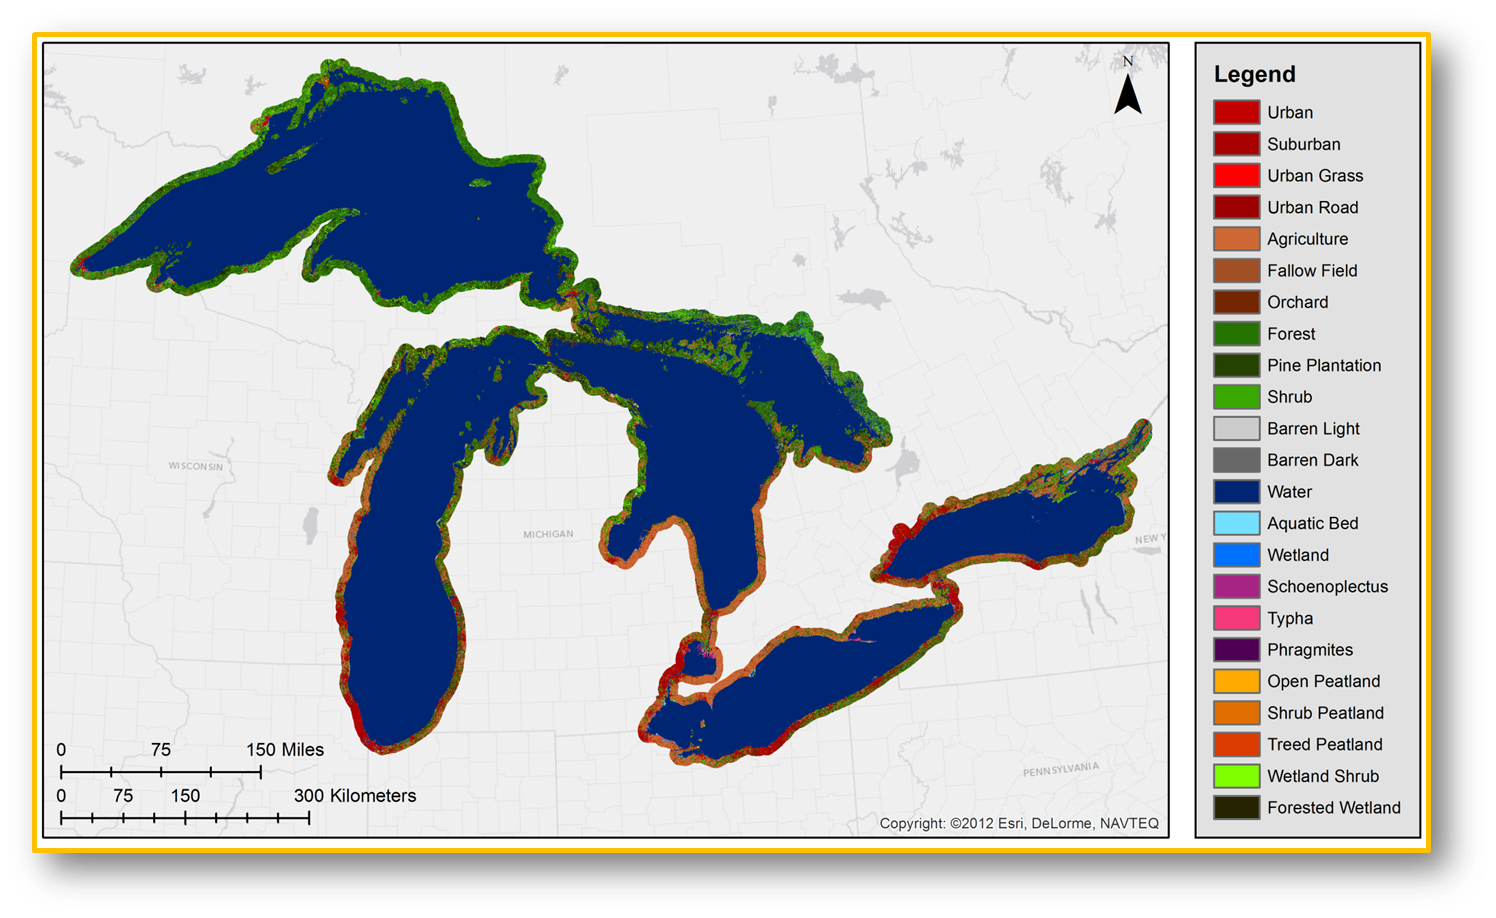 N
WISCONSIN
MICHIGAN
NEW Y
PENNSYLVANIA
0 75 150 Miles
0 75 150 300 Kilometers
Copyright: ©2012 Esri, DeLorme, NAVTEQ
Legend
Urban
Suburban
Urban Grass
Urban Road
Agriculture
Fallow Field
Orchard
Forest
Pine Plantation
Shrub
Barren Light
Barren Dark
Water
Aquatic Bed
Wetland
Schoenoplectus
Typha
Phragmites
Open Peatland
Shrub Peatland
Treed Peatland
Wetland Shrub
Forested Wetland